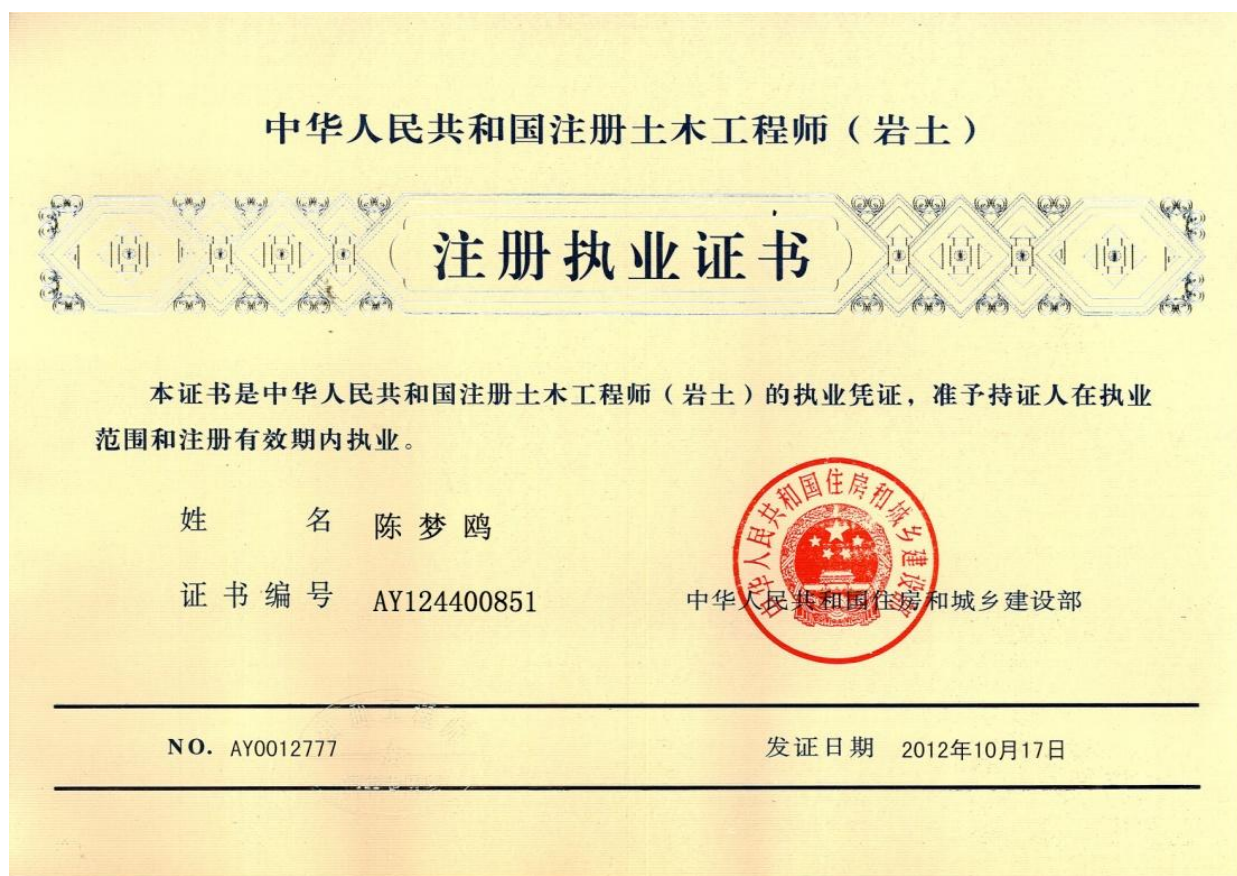 中华人民共和国注册土木工程师（岩土）
注册执业证书
本证书是中华人民共和国注册土木工程师（岩土）的执业凭证，准予持证人在执业
范围和注册有效期内执业。
姓 名 陈梦鸥
证书编号 AY124400851
中华人民共和国住房和城乡建设部
中华人民共和国住房和城乡建设部
NO. AY0012777
发证日期 2012年10月17日